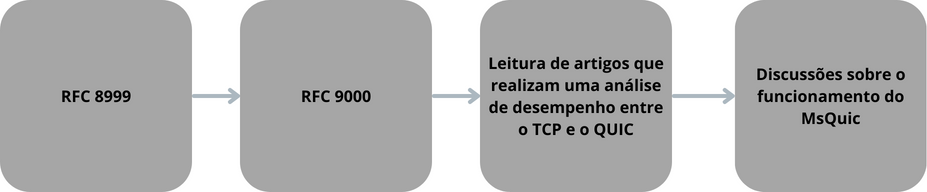 RFC 8999
RFC 9000
Leitura de artigos que
realizam uma análise
de desempenho entre
o TCP e o QUIC
Discussões sobre o
funcionamento do
MsQuic